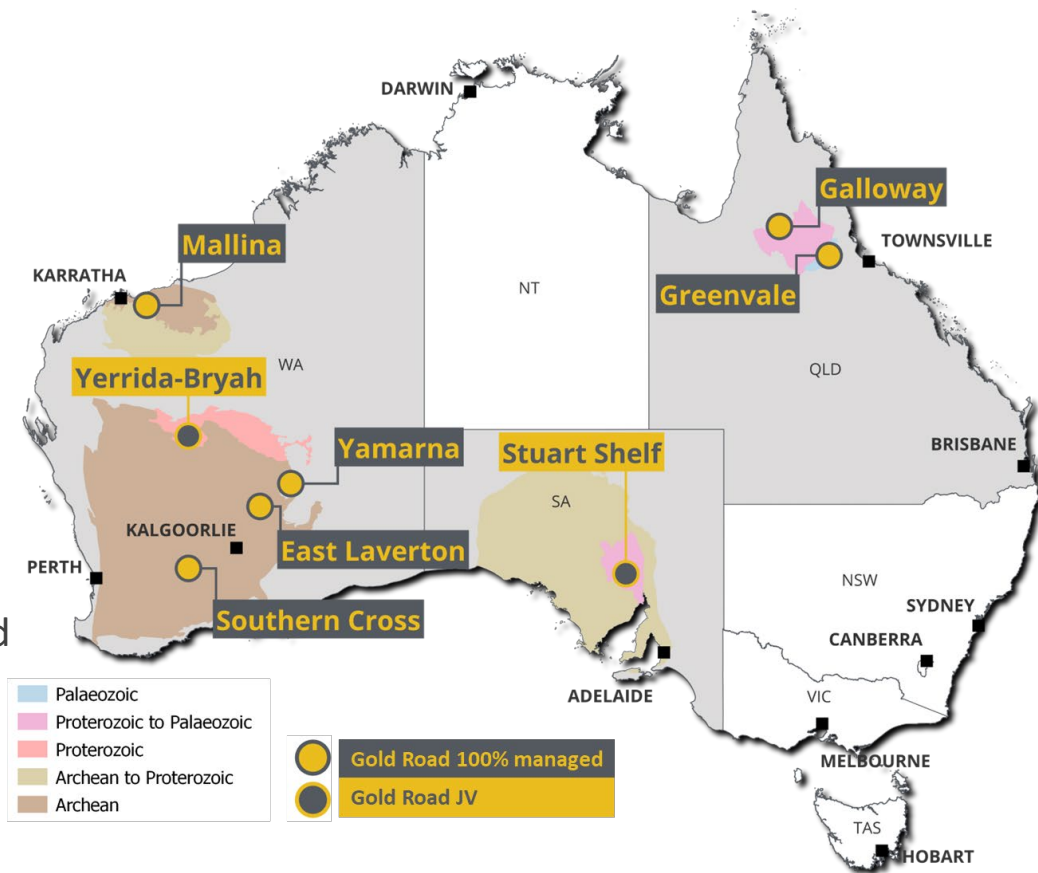 DARWIN
Galloway
TOWNSVILLE
Mallina
KARRATHA
NT
Greenvale
WA
Yerrida-Bryah
QLD
BRISBANE
Yamarna
Stuart Shelf
SA
KALGOORLIE
East Laverton
PERTH
NSW
SYDNEY
Southern Cross
CANBERRA
ADELAIDE
VIC
MELBOURNE
TAS
HOBART
Palaeozoic
Proterozoic to Palaeozoic
Proterozoic
Archean to Proterozoic
Archean
Gold Road 100% managed
Gold Road JV